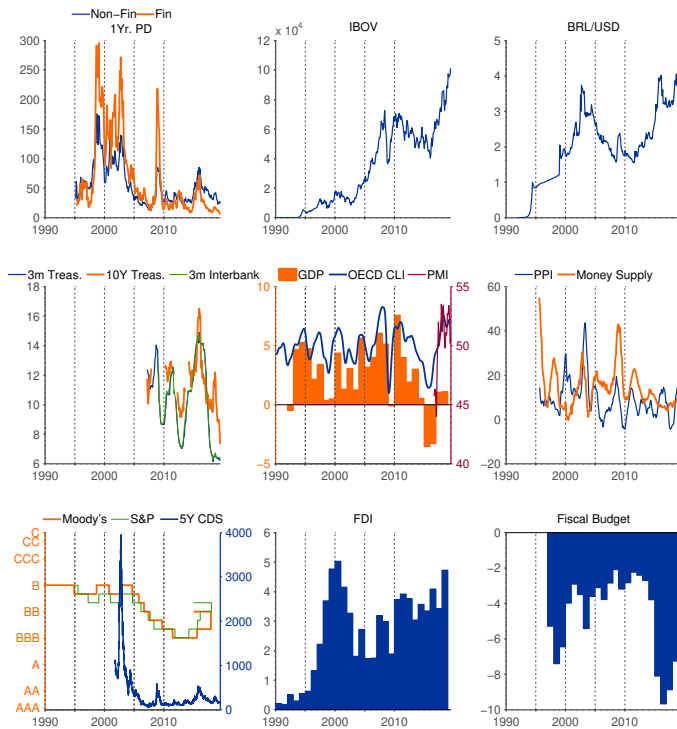 Non-Fin Fin
1Yr. PD
300
250
200
150
100
50
0
1990 2000 2010
x 10^4
IBOV
12
10
8
6
4
2
0
1990 2000 2010
BRL/USD
5
4
3
2
1
0
1990 2000 2010
3m Treas. 10Y Treas. 3m Interbank
18
16
14
12
10
8
6
1990 2000 2010
GDP OECD CLI PMI
10 55
5 50
0 45
-5 40
1990 2000 2010
PPI Money Supply
60
40
20
0
-20
1990 2000 2010
Moody's S&P 5Y CDS
C 4000
CC
CCC 3000
B
BB 2000
BBB
A 1000
AA
AAA 0
1990 2000 2010
FDI
6
5
4
3
2
1
0
1990 2000 2010
Fiscal Budget
0
-2
-4
-6
-8
-10
1990 2000 2010